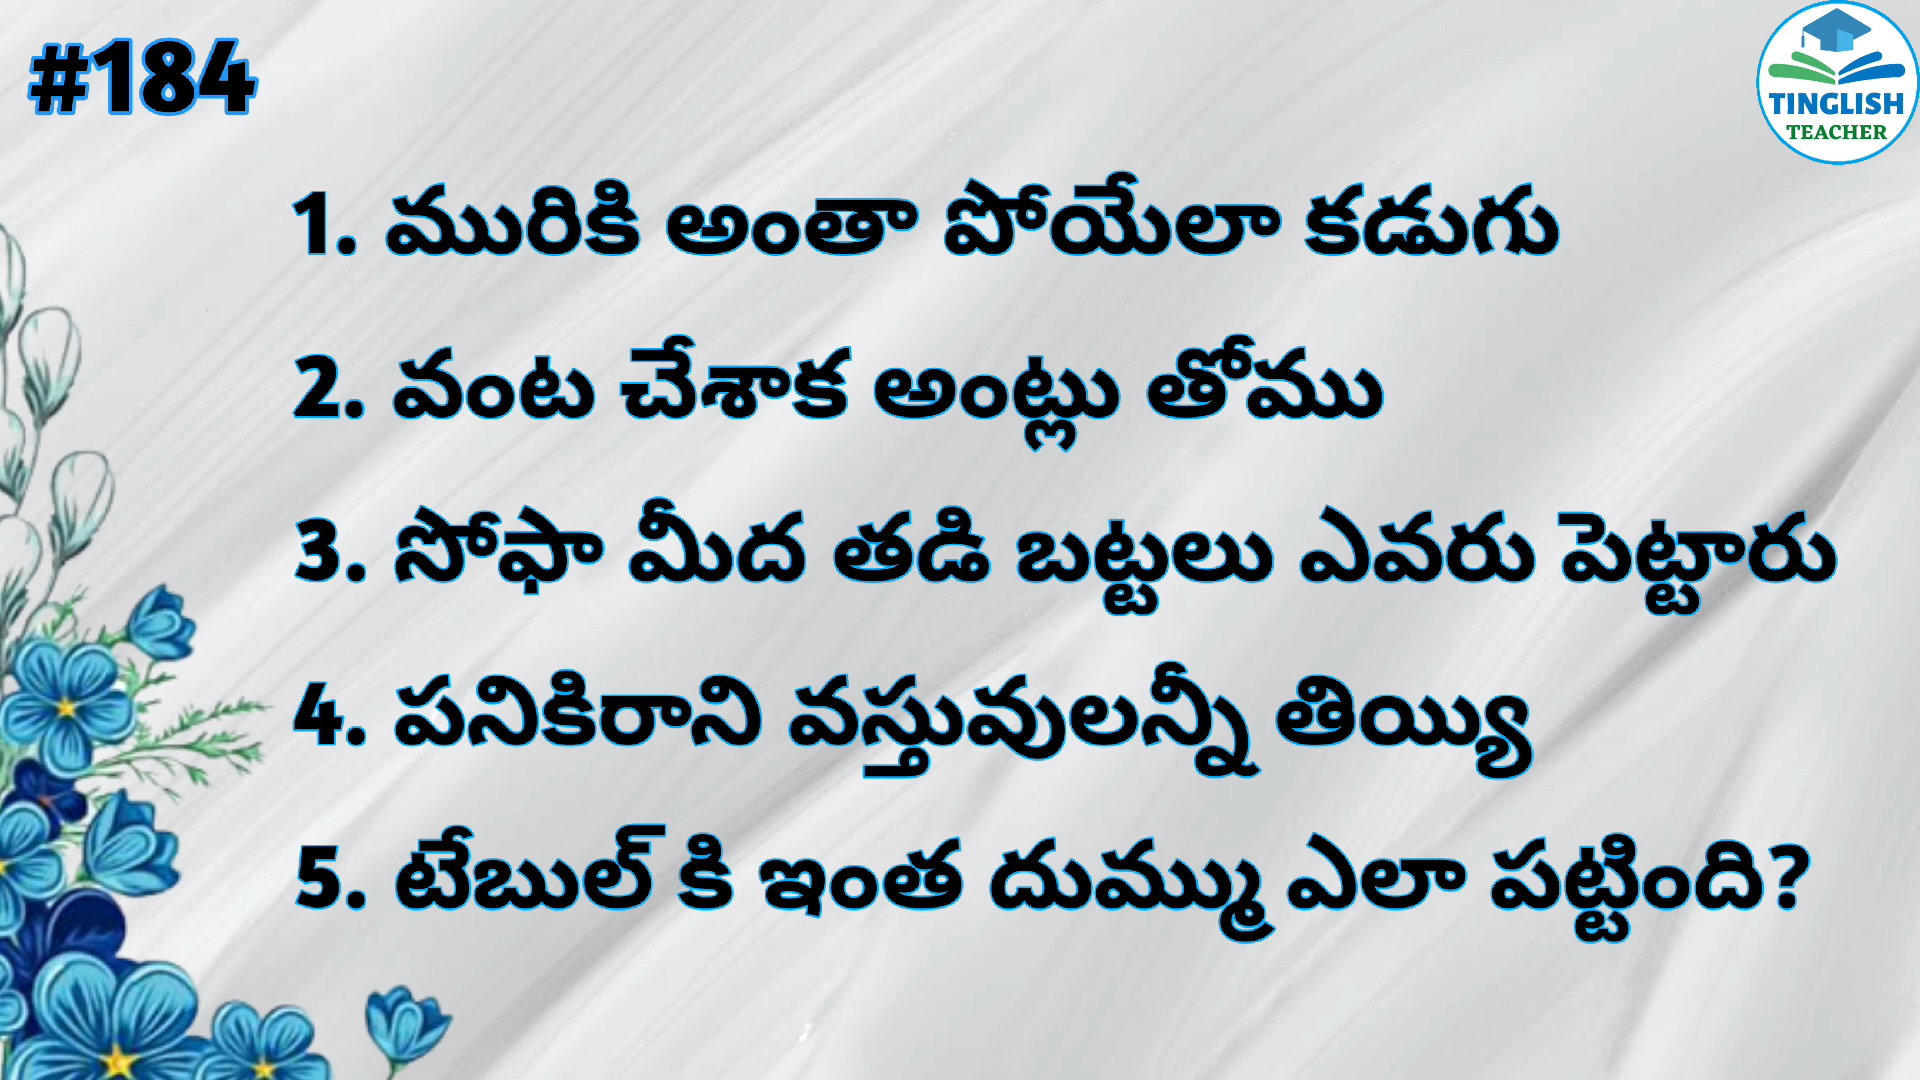 #184
TINGLISH
TEACHER
1. మురికి అంతా పోయేలా కడుగు
2. వంట చేశాక అంట్లు తోము
3. సోఫా మీద తడి బట్టలు ఎవరు పెట్టారు
4. పనికిరాని వస్తువులన్నీ తియ్యి
5. టేబుల్ కి ఇంత దుమ్ము ఎలా పట్టింది?